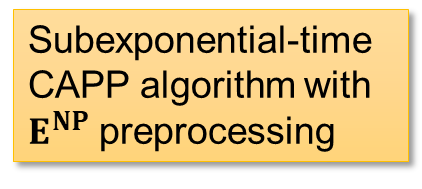 Subexponential-time
CAPP algorithm with
E^NP preprocessing